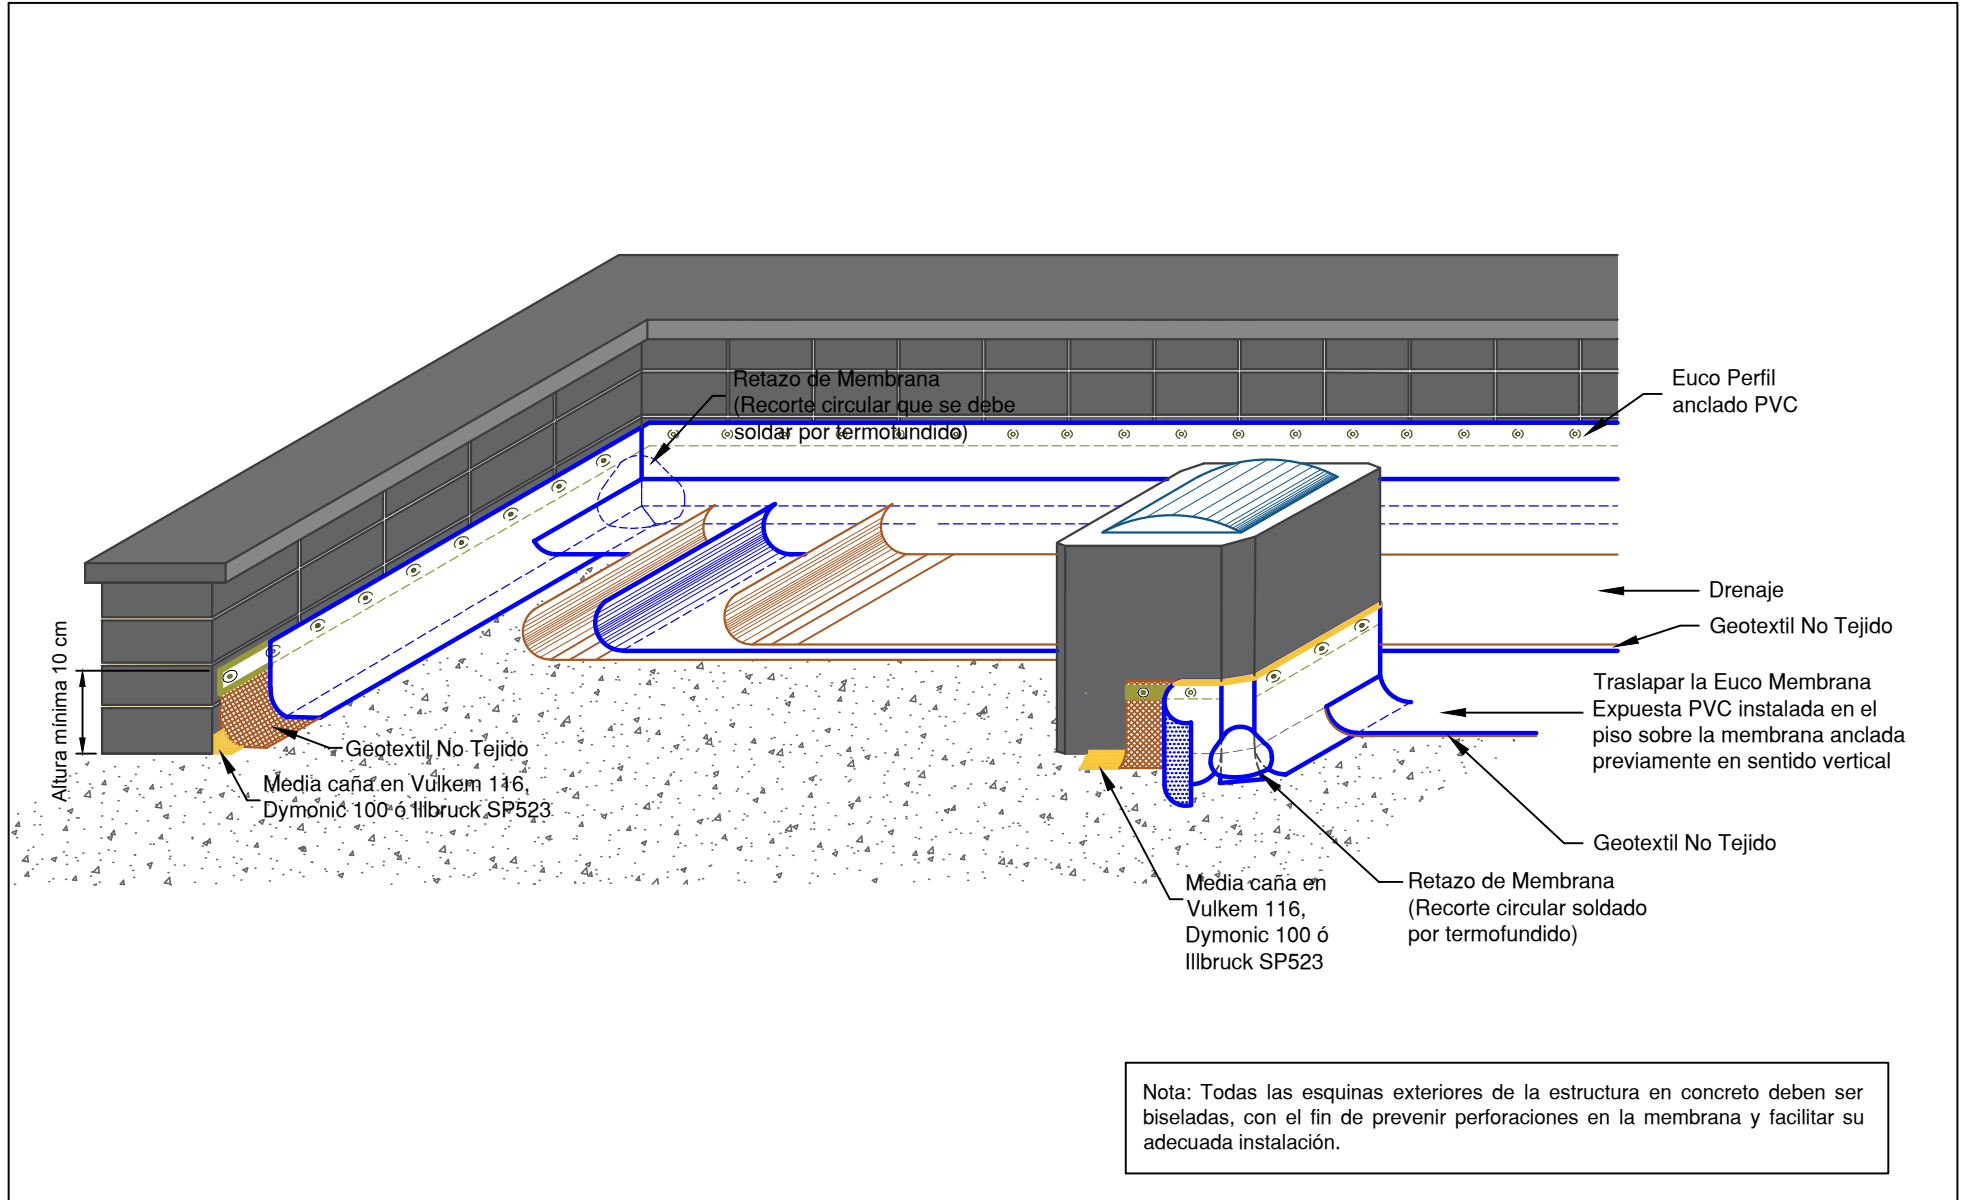 Retazo de Membrana
(Recorte circular que se debe
soldar por termofundido)
Euco Perfil
anclado PVC
Drenaje
Geotextil No Tejido
Traslapar la Euco Membrana
Expuesta PVC instalada en el
piso sobre la membrana anclada
previamente en sentido vertical
Geotextil No Tejido
Altura mínima 10 cm
Geotextil No Tejido
Media caña en Vulkem 116,
Dymonic 100 ó Illbruck SP523
Media caña en
Vulkem 116,
Dymonic 100 ó
Illbruck SP523
Retazo de Membrana
(Recorte circular soldado
por termofundido)
Nota: Todas las esquinas exteriores de la estructura en concreto deben ser
biseladas, con el fin de prevenir perforaciones en la membrana y facilitar su
adecuada instalación.